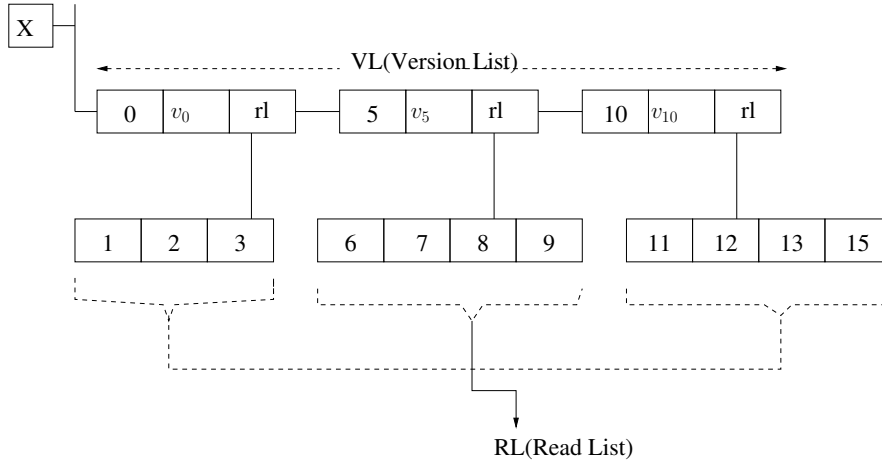 X
VL(Version List)
0 v₀ rl 5 v₅ rl 10 v₁₀ rl
1 2 3 6 7 8 9 11 12 13 15
RL(Read List)